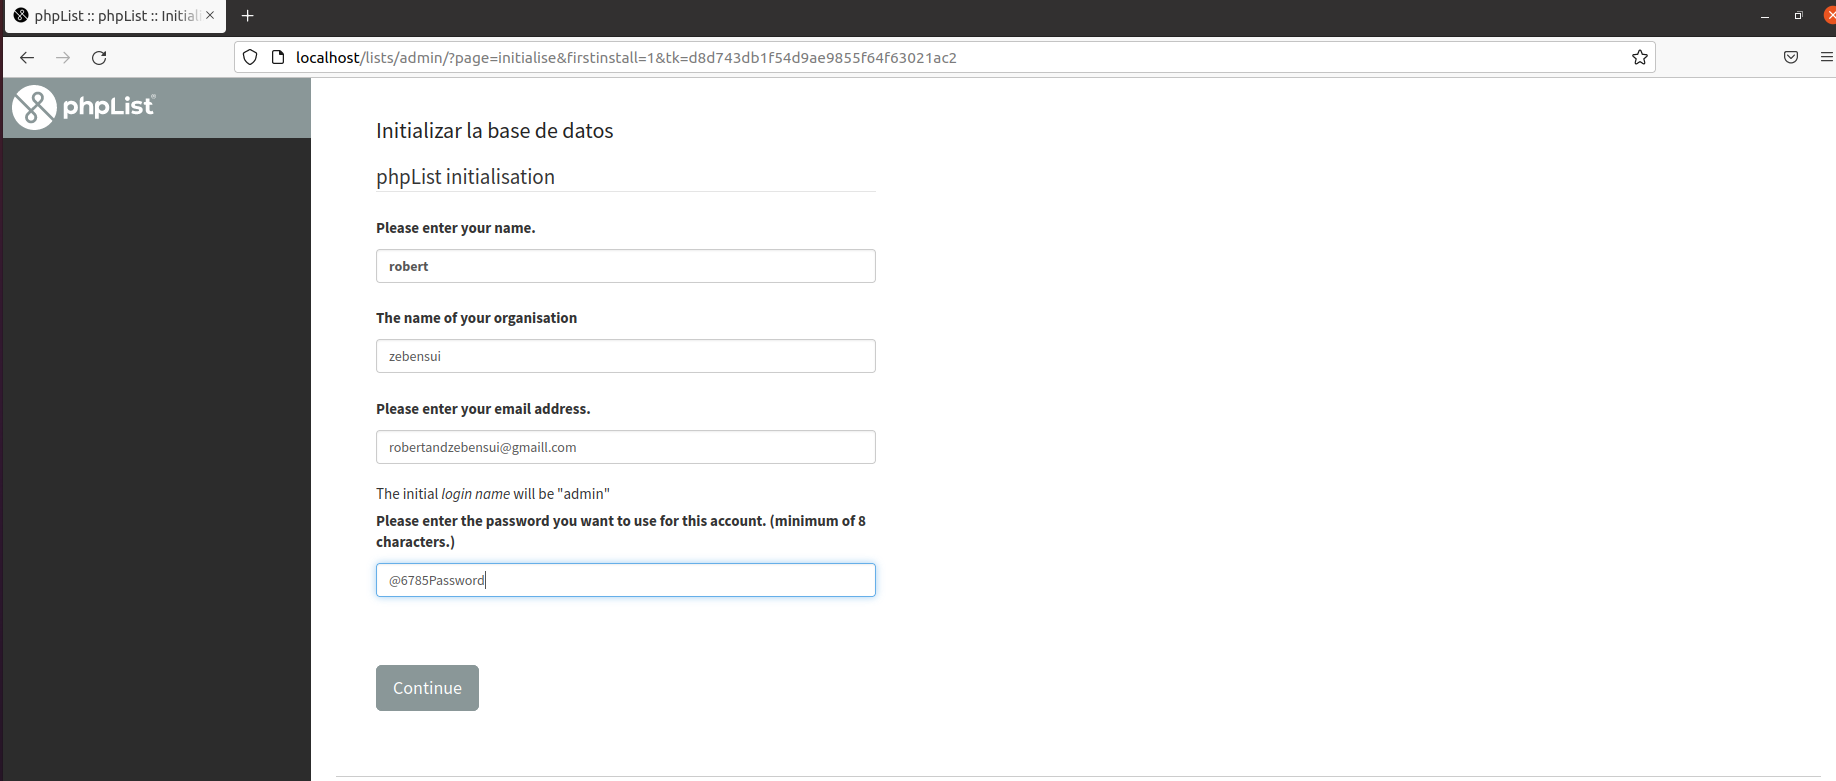 phpList :: phpList :: Initial
localhost/lists/admin/?page=initialise&firstinstall=1&tk=d8d743db1f54d9ae9855f64f63021ac2
phpList
Initializar la base de datos
phpList initialisation
Please enter your name.
robert
The name of your organisation
zebensui
Please enter your email address.
robertandzebensui@gmaill.com
The initial login name will be "admin"
Please enter the password you want to use for this account. (minimum of 8
characters.)
@6785Password
Continue